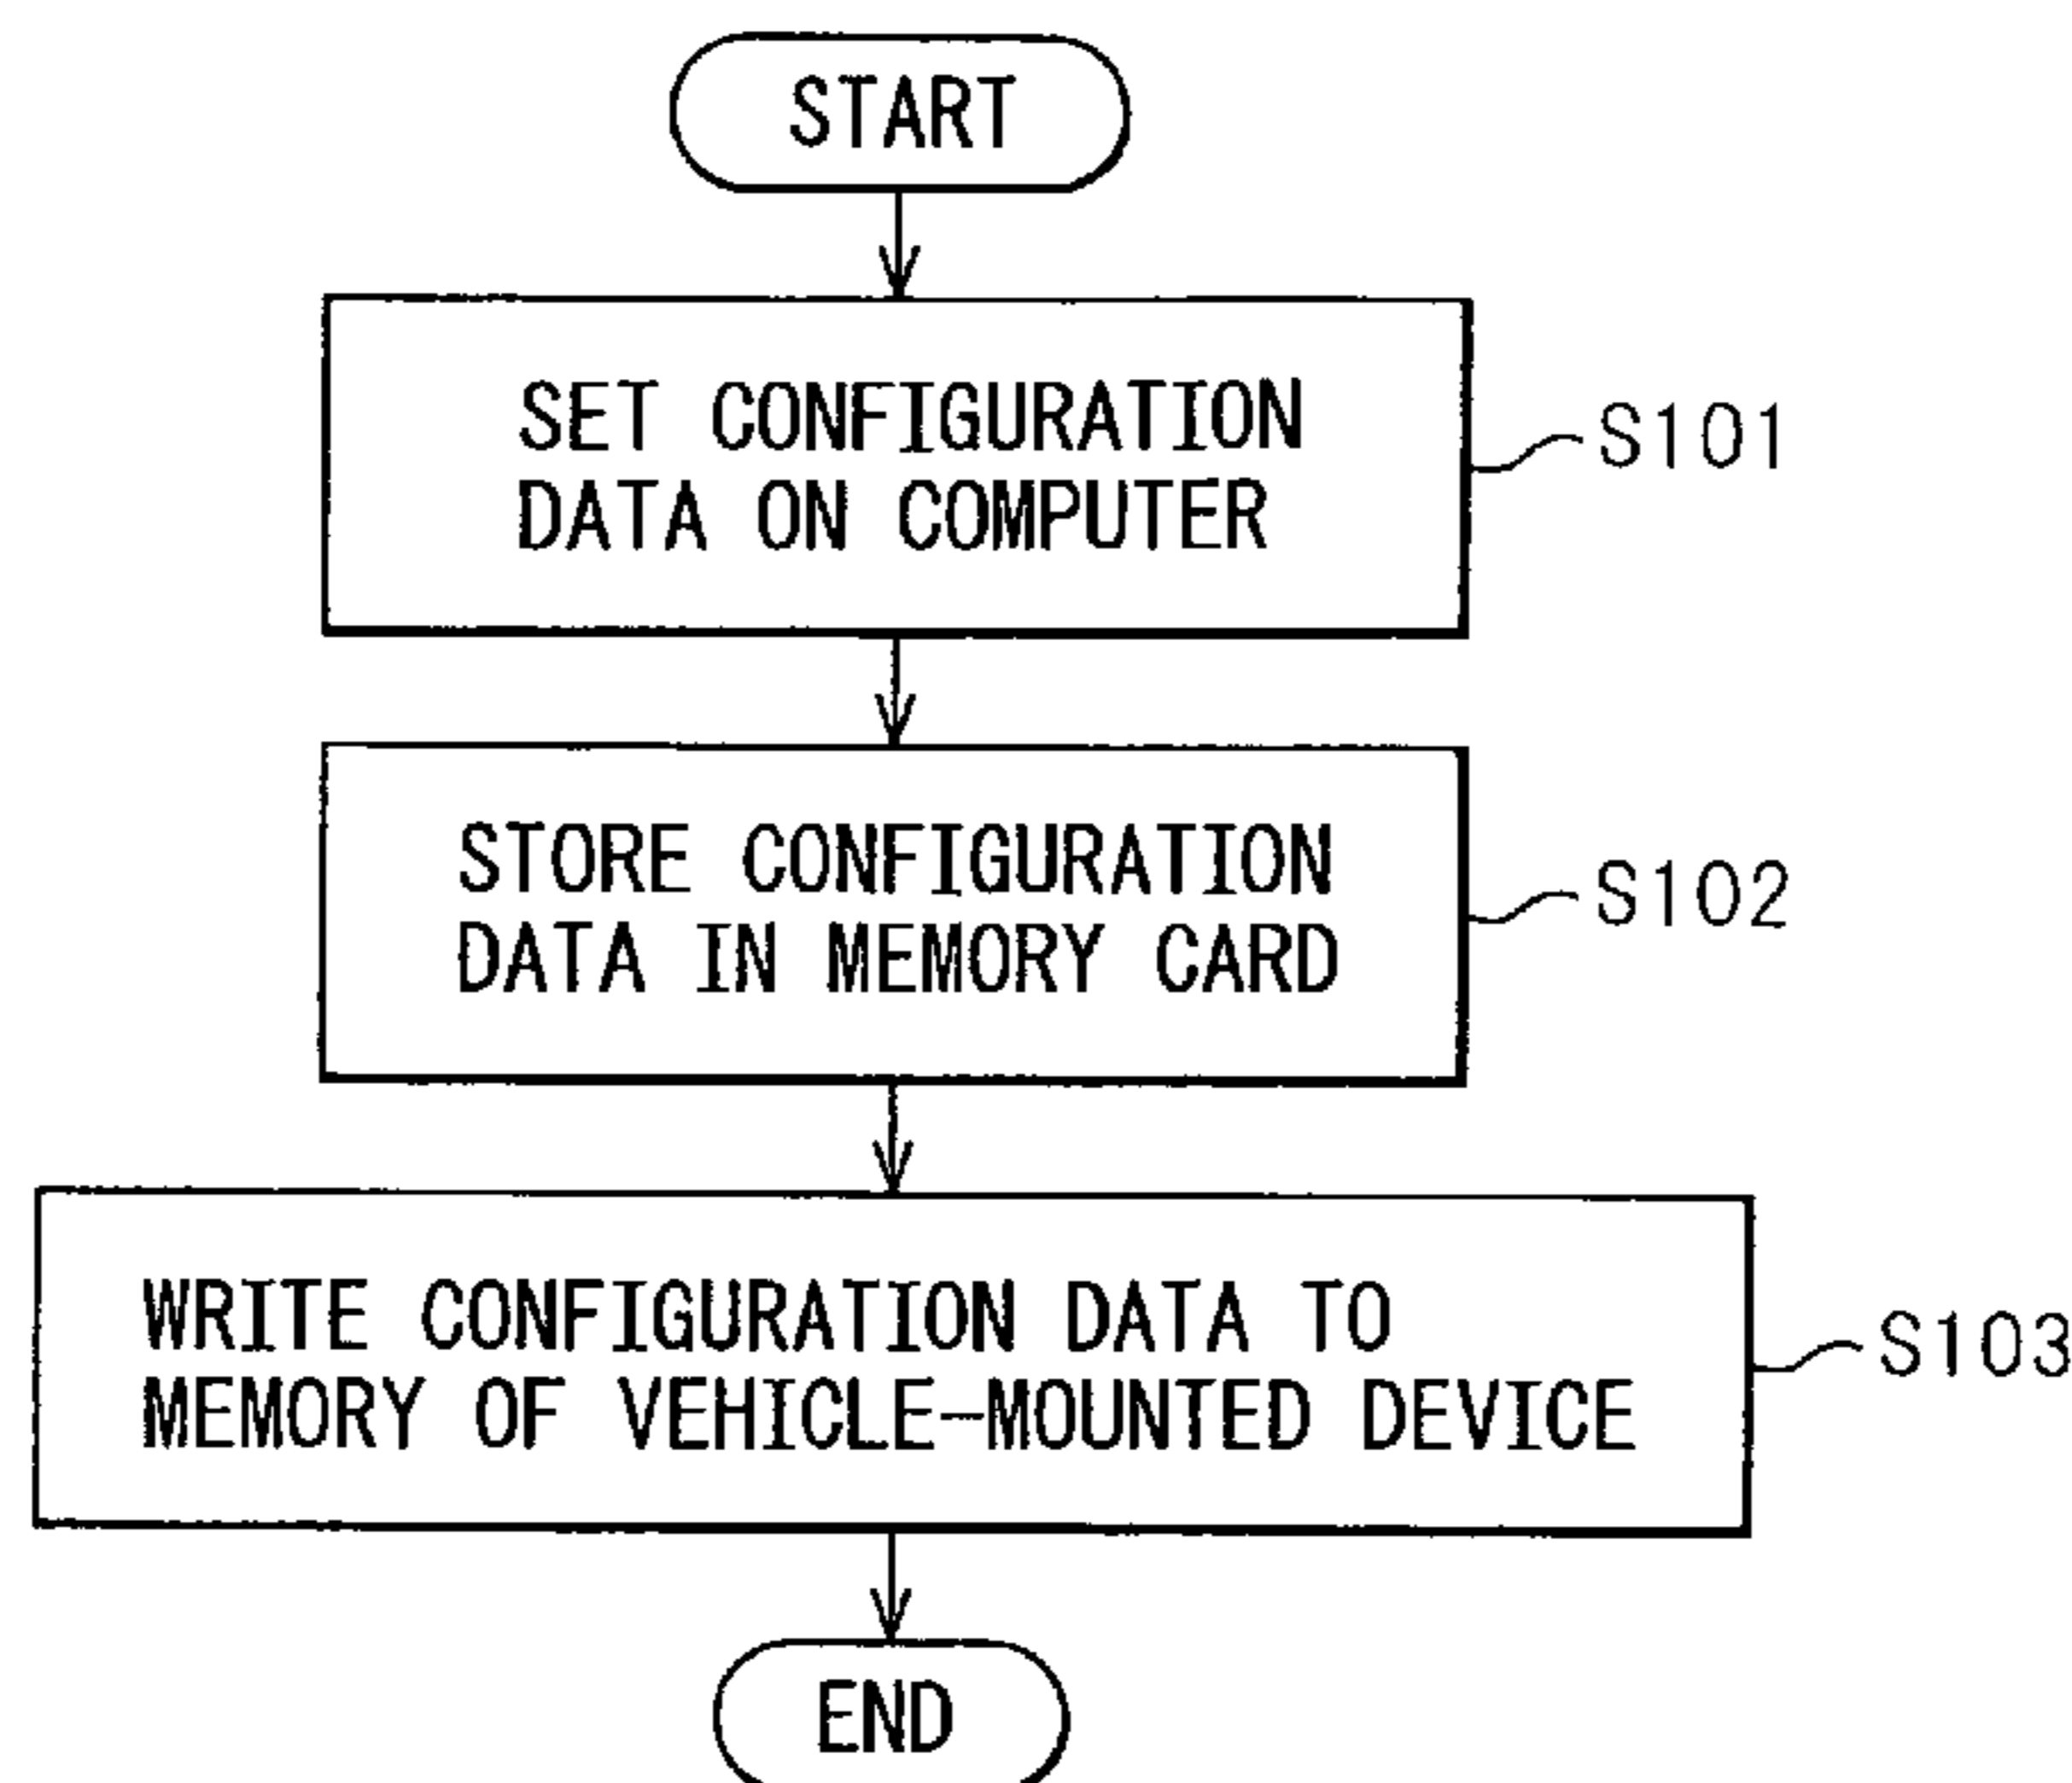 START
SET CONFIGURATION
DATA ON COMPUTER
S101
STORE CONFIGURATION
DATA IN MEMORY CARD
S102
WRITE CONFIGURATION DATA TO
MEMORY OF VEHICLE-MOUNTED DEVICE
S103
END